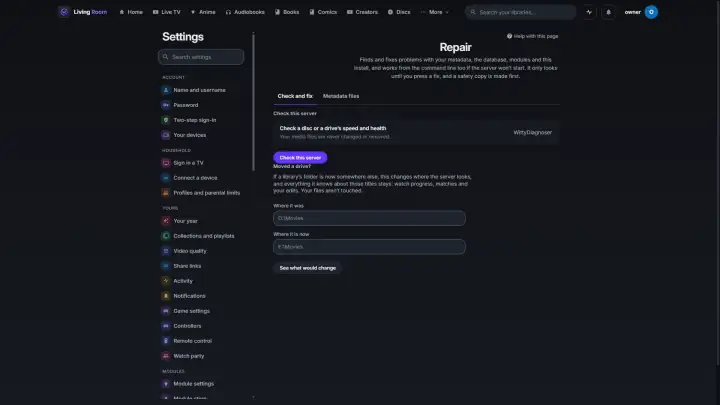 Living Room
Home
Live TV
Anime
Audiobooks
Books
Comics
Creators
Discs
More
Search your libraries...
owner
O
Settings
Search settings
ACCOUNT
Name and username
Password
Two-step sign-in
Your devices
HOUSEHOLD
Sign in a TV
Connect a device
Profiles and parental limits
YOURS
Your year
Collections and playlists
Video quality
Share links
Activity
Notifications
Game settings
Controllers
Remote control
Watch party
MODULES
Module settings
Module store
Help with this page
Repair
Finds and fixes problems with your metadata, the database, modules and this
install, and works from the command line too if the server won't start. It only looks
until you press a fix, and a safety copy is made first.
Check and fix
Metadata files
Check this server
Check a disc or a drive's speed and health
Your media files are never changed or removed.
WittyDiagnoser
Check this server
Moved a drive?
If a library's folder is now somewhere else, this changes where the server looks,
and everything it knows about those titles stays: watch progress, matches and
your edits. Your files aren't touched.
Where it was
D:\Movies
Where it is now
E:\Movies
See what would change